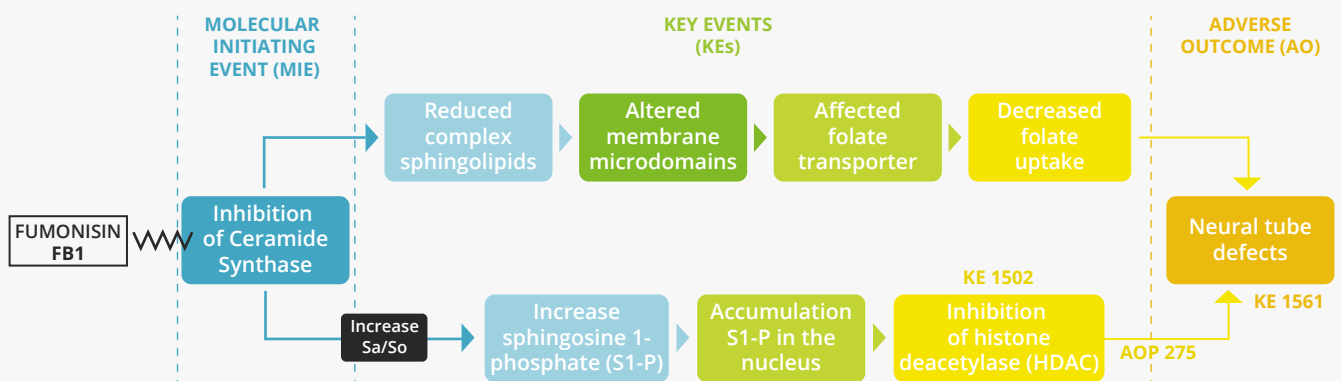 MOLECULAR
INITIATING
EVENT (MIE)
KEY EVENTS
(KEs)
ADVERSE
OUTCOME (AO)
Reduced
complex
sphingolipids
Altered
membrane
microdomains
Affected
folate
transporter
Decreased
folate
uptake
FUMONISIN
FB1
Inhibition
of Ceramide
Synthase
Neural tube
defects
KE 1502
KE 1561
Increase
Sa/So
Increase
sphingosine 1-
phosphate (S1-P)
Accumulation
S1-P in the
nucleus
Inhibition
of histone
deacetylase (HDAC)
AOP 275